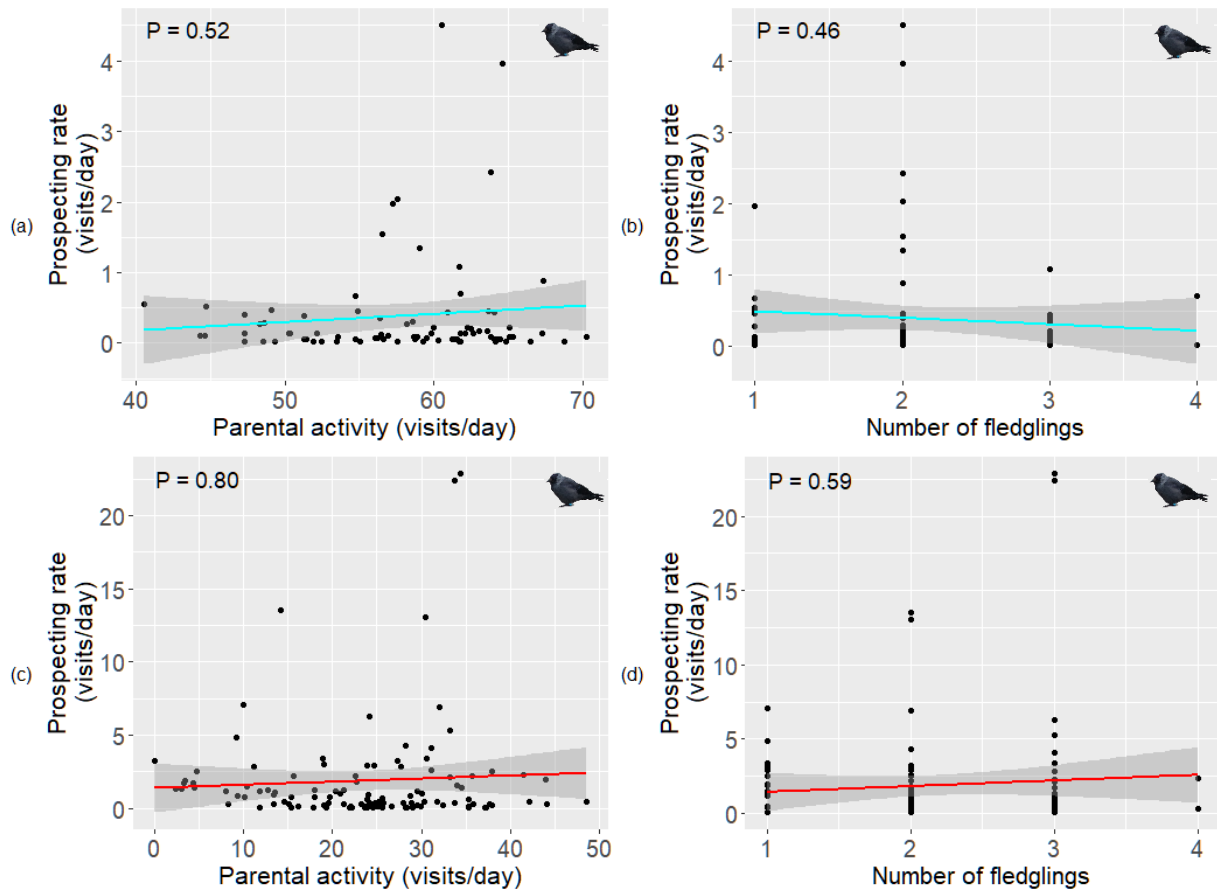 (a)
P = 0.52
Prospecting rate
(visits/day)
4
3
2
1
0
40 50 60 70
Parental activity (visits/day)
(b)
P = 0.46
Prospecting rate
(visits/day)
4
3
2
1
0
1 2 3 4
Number of fledglings
(c)
P = 0.80
Prospecting rate
(visits/day)
20
15
10
5
0
0 10 20 30 40 50
Parental activity (visits/day)
(d)
P = 0.59
Prospecting rate
(visits/day)
20
15
10
5
0
1 2 3 4
Number of fledglings